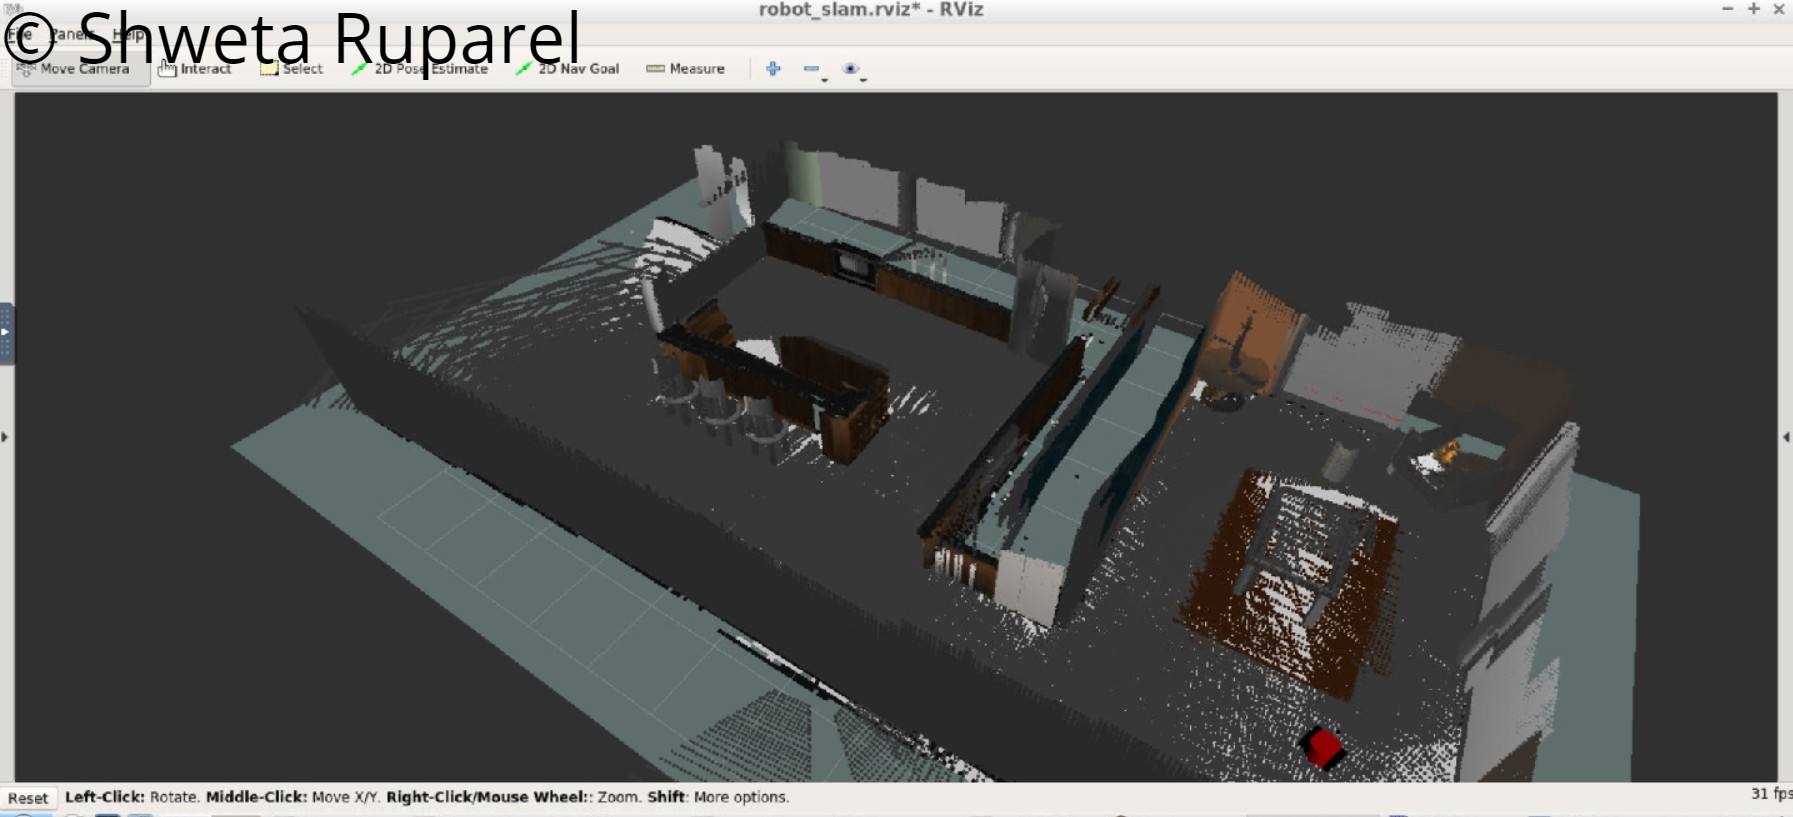 robot_slam.rviz* - RViz
© Shweta Ruparel
File Panels Help
Move Camera Interact Select 2D Pose Estimate 2D Nav Goal Measure
Reset Left-Click: Rotate. Middle-Click: Move X/Y. Right-Click/Mouse Wheel:: Zoom. Shift: More options. 31 fps